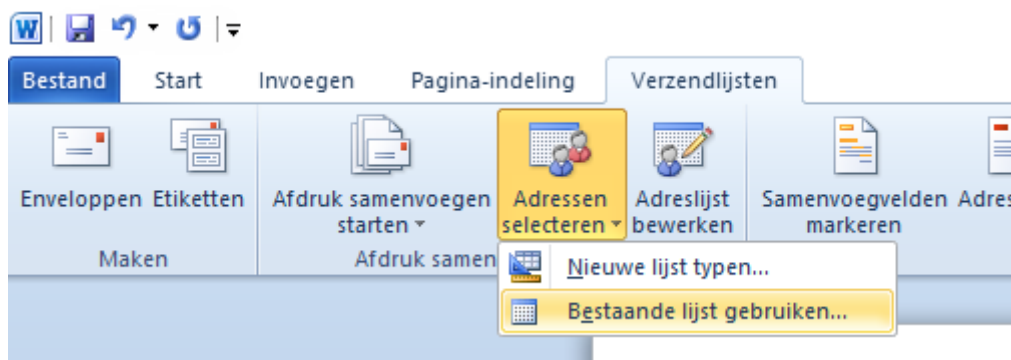 W
Bestand Start Invoegen Pagina-indeling Verzendlijsten
Enveloppen Etiketten Afdruk samenvoegen Adressen Adreslijst Samenvoegvelden
starten selecteren bewerken markeren
Maken Afdruk samen
Nieuwe lijst typen...
Bestaande lijst gebruiken...